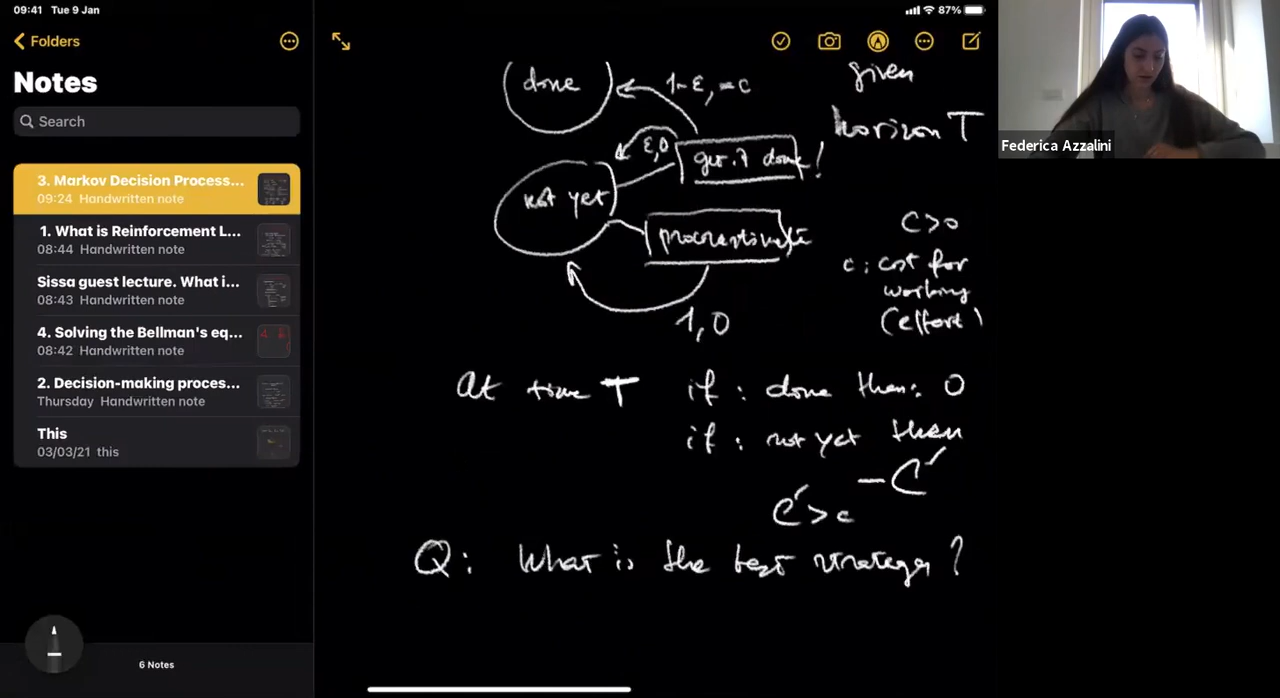 09:41 Tue 9 Jan
87%
Folders
Notes
Search
3. Markov Decision Process...
09:24 Handwritten note
1. What is Reinforcement L...
08:44 Handwritten note
Sissa guest lecture. What i...
08:43 Handwritten note
4. Solving the Bellman's eq...
08:42 Handwritten note
2. Decision-making proces...
Thursday Handwritten note
This
03/03/21 this
6 Notes
done
1-ε, -c
given
horizon T
ε,0
get it done!
not yet
procrastinate
1, 0
C>0
c: cost for
working
(effort)
At time T if: done then: 0
if: not yet then
-C'
C'>c
Q: What is the best strategy?
Federica Azzalini